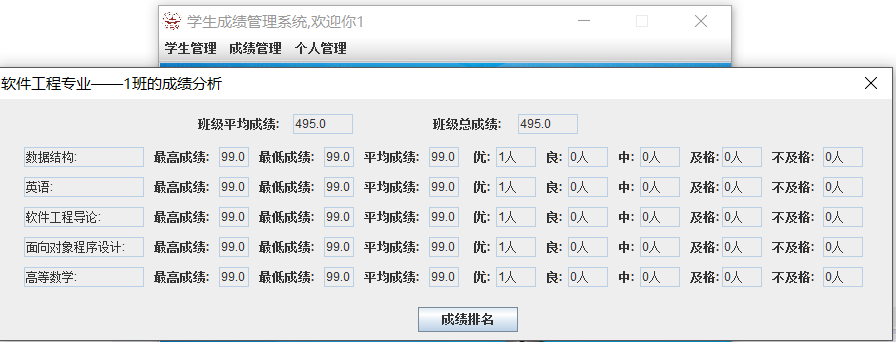 学生成绩管理系统,欢迎你1
学生管理 成绩管理 个人管理
软件工程专业——1班的成绩分析
班级平均成绩: 495.0 班级总成绩: 495.0
数据结构: 最高成绩: 99.0 最低成绩: 99.0 平均成绩: 99.0 优: 1人 良: 0人 中: 0人 及格: 0人 不及格: 0人
英语: 最高成绩: 99.0 最低成绩: 99.0 平均成绩: 99.0 优: 1人 良: 0人 中: 0人 及格: 0人 不及格: 0人
软件工程导论: 最高成绩: 99.0 最低成绩: 99.0 平均成绩: 99.0 优: 1人 良: 0人 中: 0人 及格: 0人 不及格: 0人
面向对象程序设计: 最高成绩: 99.0 最低成绩: 99.0 平均成绩: 99.0 优: 1人 良: 0人 中: 0人 及格: 0人 不及格: 0人
高等数学: 最高成绩: 99.0 最低成绩: 99.0 平均成绩: 99.0 优: 1人 良: 0人 中: 0人 及格: 0人 不及格: 0人
成绩排名